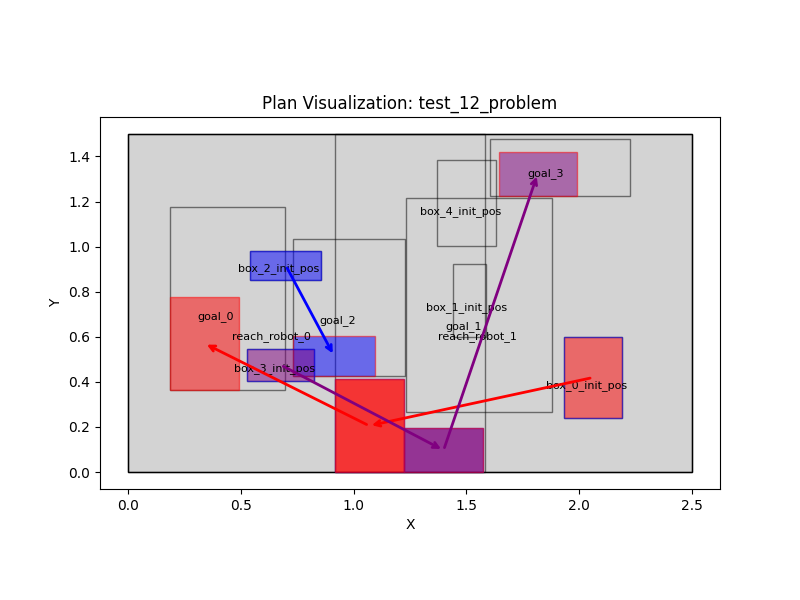 Plan Visualization: test_12_problem
1.4
1.2
1.0
0.8
0.6
0.4
0.2
0.0
Y
goal_3
box_4_init_pos
box_2_init_pos
box_1_init_pos
goal_0
goal_2
goal_1
reach_robot_0
reach_robot_1
box_3_init_pos
box_0_init_pos
0.0
0.5
1.0
1.5
2.0
2.5
X